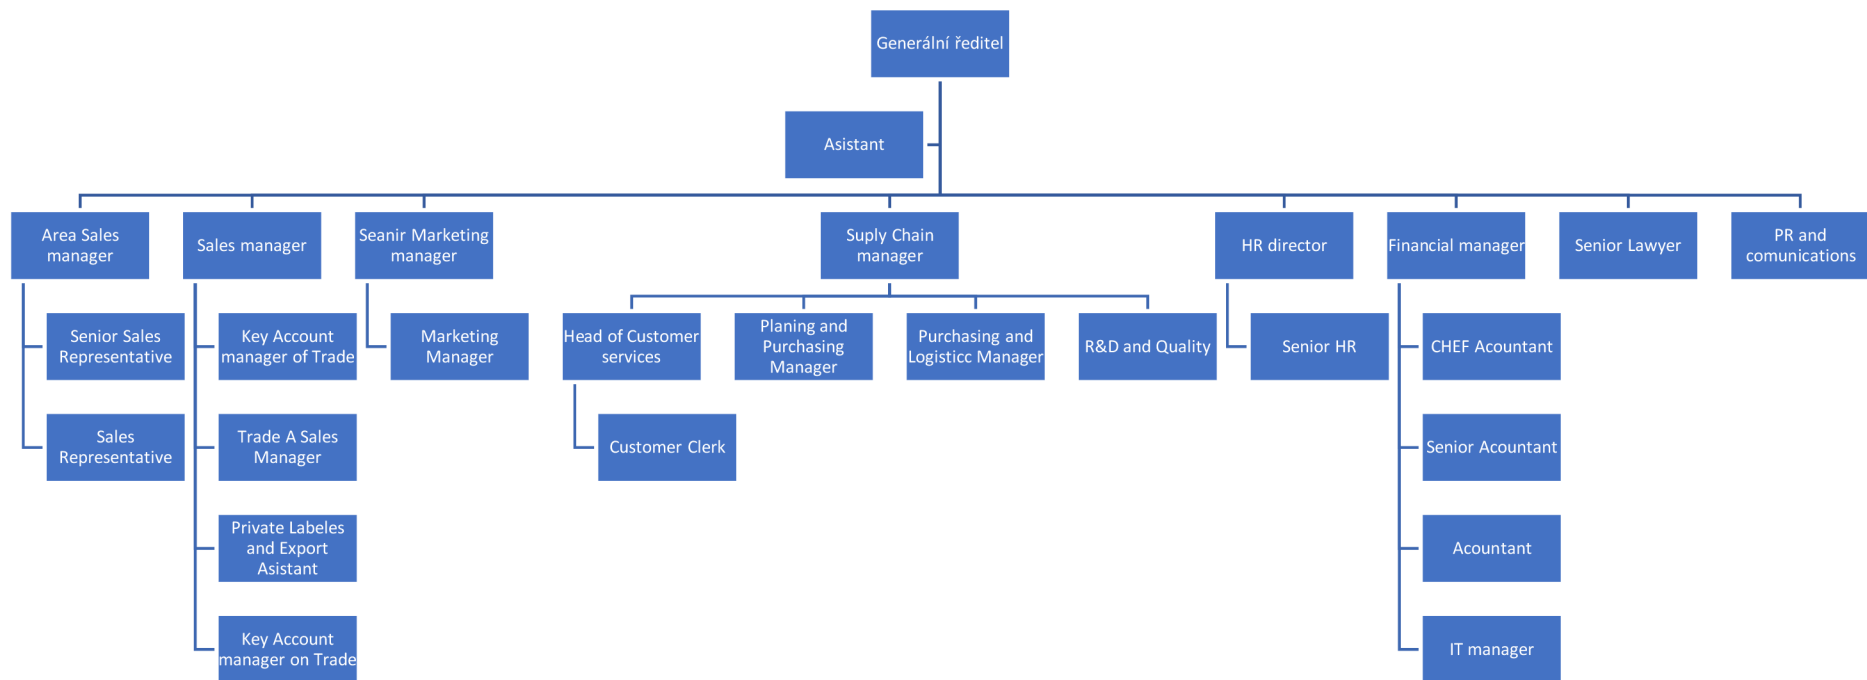 Generální ředitel
Asistant
Area Sales
manager
Sales manager
Seanir Marketing
manager
Suply Chain
manager
HR director
Financial manager
Senior Lawyer
PR and
comunications
Senior Sales
Representative
Key Account
manager of Trade
Marketing
Manager
Head of Customer
services
Planing and
Purchasing
Manager
Purchasing and
Logisticc Manager
R&D and Quality
Senior HR
CHEF Acountant
Sales
Representative
Trade A Sales
Manager
Customer Clerk
Senior Acountant
Private Labeles
and Export
Asistant
Acountant
Key Account
manager on Trade
IT manager